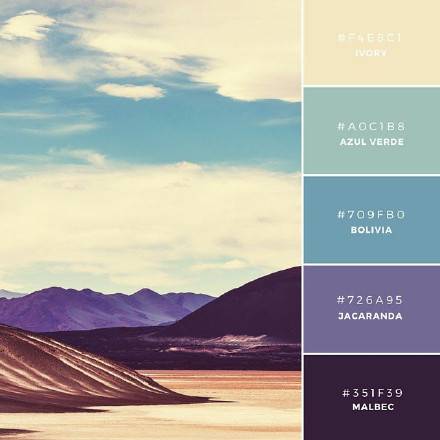 #F4E8C1
IVORY
#A0C1B8
AZUL VERDE
#709FB0
BOLIVIA
#726A95
JACARANDA
#351F39
MALBEC